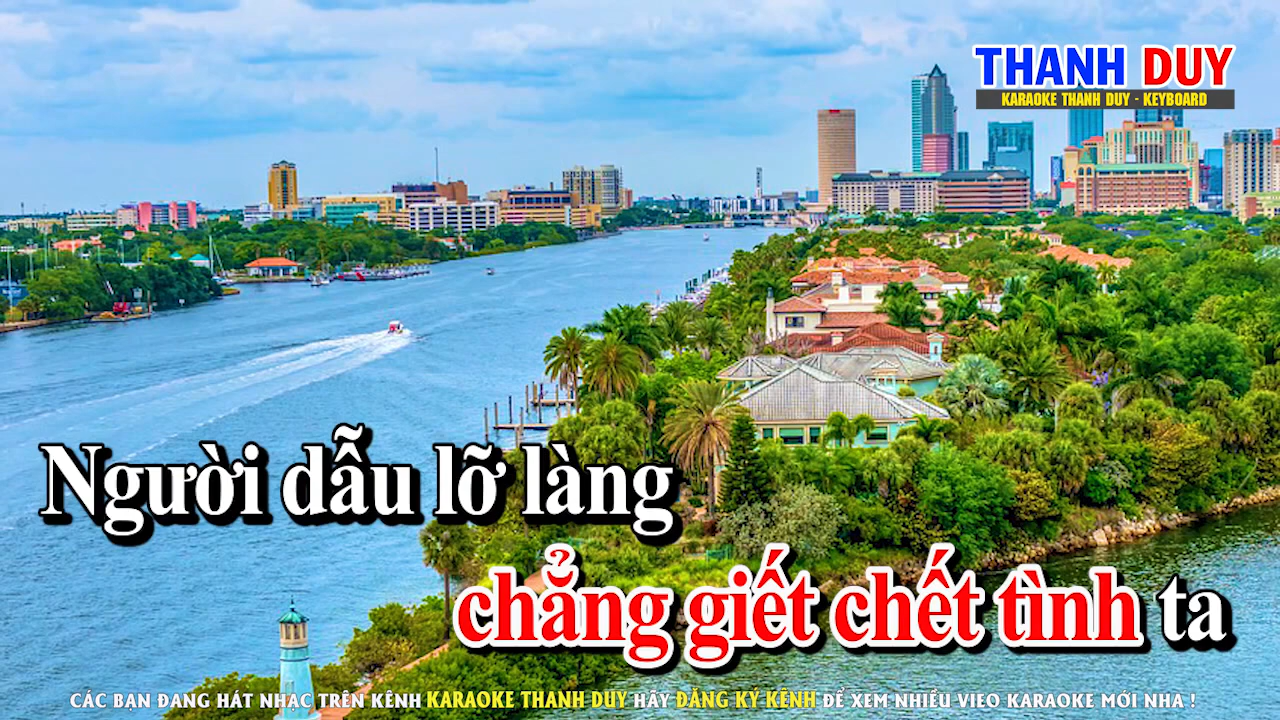 THANH DUY
KARAOKE THANH DUY - KEYBOARD
Người dẫu lỡ làng
chẳng giết chết tình ta
CÁC BẠN ĐANG HÁT NHẠC TRÊN KÊNH KARAOKE THANH DUY HÃY ĐĂNG KÝ KÊNH ĐỂ XEM NHIỀU VIEO KARAOKE MỚI NHA !